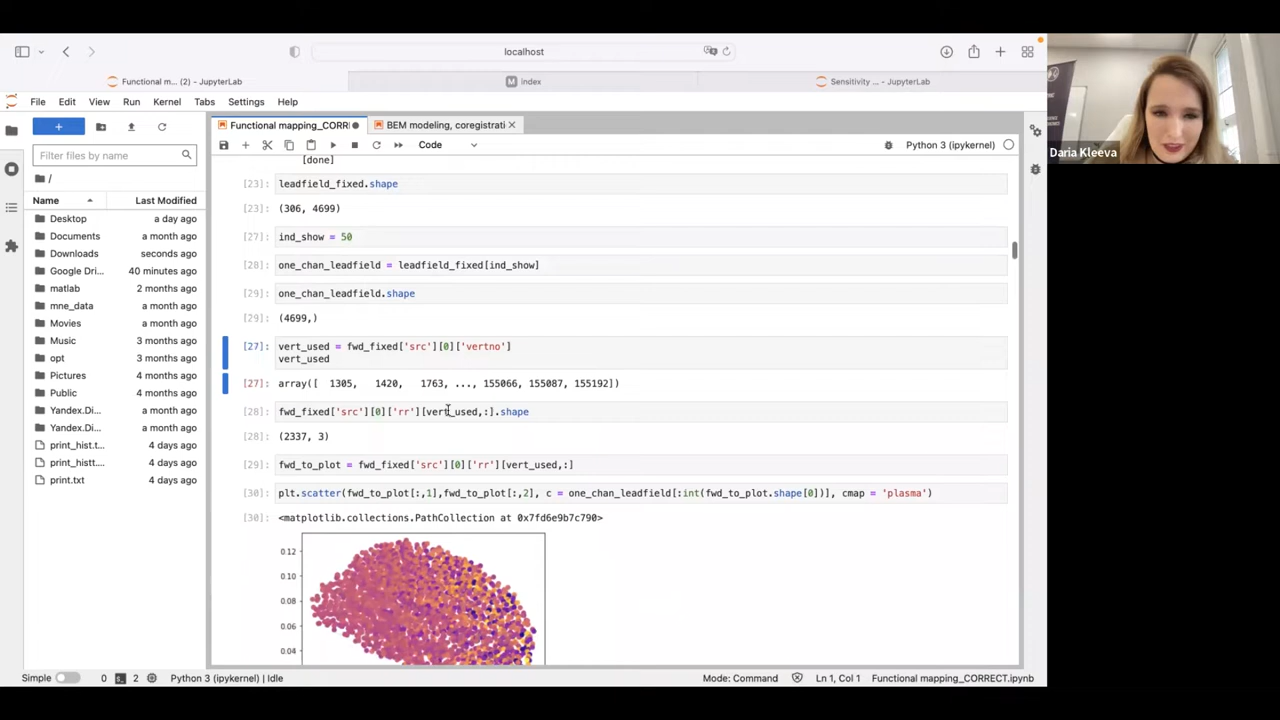 localhost
Functional m... (2) - JupyterLab
Index
Sensitivity ... - JupyterLab
File Edit View Run Kernel Tabs Settings Help
Functional mapping_CORR
BEM modeling, coregistrati
Code
Python 3 (ipykernel)
Filter files by name
/
Name Last Modified
Desktop a day ago
Documents a month ago
Downloads seconds ago
Google Dri... 40 minutes ago
matlab 2 months ago
mne_data a month ago
Movies a month ago
Music 3 months ago
opt a month ago
Pictures 4 months ago
Public 4 months ago
Yandex.Di... a month ago
Yandex.Di... a month ago
print_hist.t... 4 days ago
print_histt.... 4 days ago
print.txt 4 days ago
[done]
[23]: leadfield_fixed.shape
[23]: (306, 4699)
[27]: ind_show = 50
[28]: one_chan_leadfield = leadfield_fixed[ind_show]
[29]: one_chan_leadfield.shape
[29]: (4699,)
[27]: vert_used = fwd_fixed['src'][0]['vertno']
vert_used
[27]: array([ 1305, 1420, 1763, ..., 155066, 155087, 155192])
[28]: fwd_fixed['src'][0]['rr'][vert_used,:].shape
[28]: (2337, 3)
[29]: fwd_to_plot = fwd_fixed['src'][0]['rr'][vert_used,:]
[30]: plt.scatter(fwd_to_plot[:,1],fwd_to_plot[:,2], c = one_chan_leadfield[:int(fwd_to_plot.shape[0])], cmap = 'plasma')
[30]: <matplotlib.collections.PathCollection at 0x7fd6e9b7c790>
0.12
0.10
0.08
0.06
0.04
Simple 0 2 Python 3 (ipykernel) | Idle
Mode: Command Ln 1, Col 1 Functional mapping_CORRECT.ipynb
Daria Kleeva